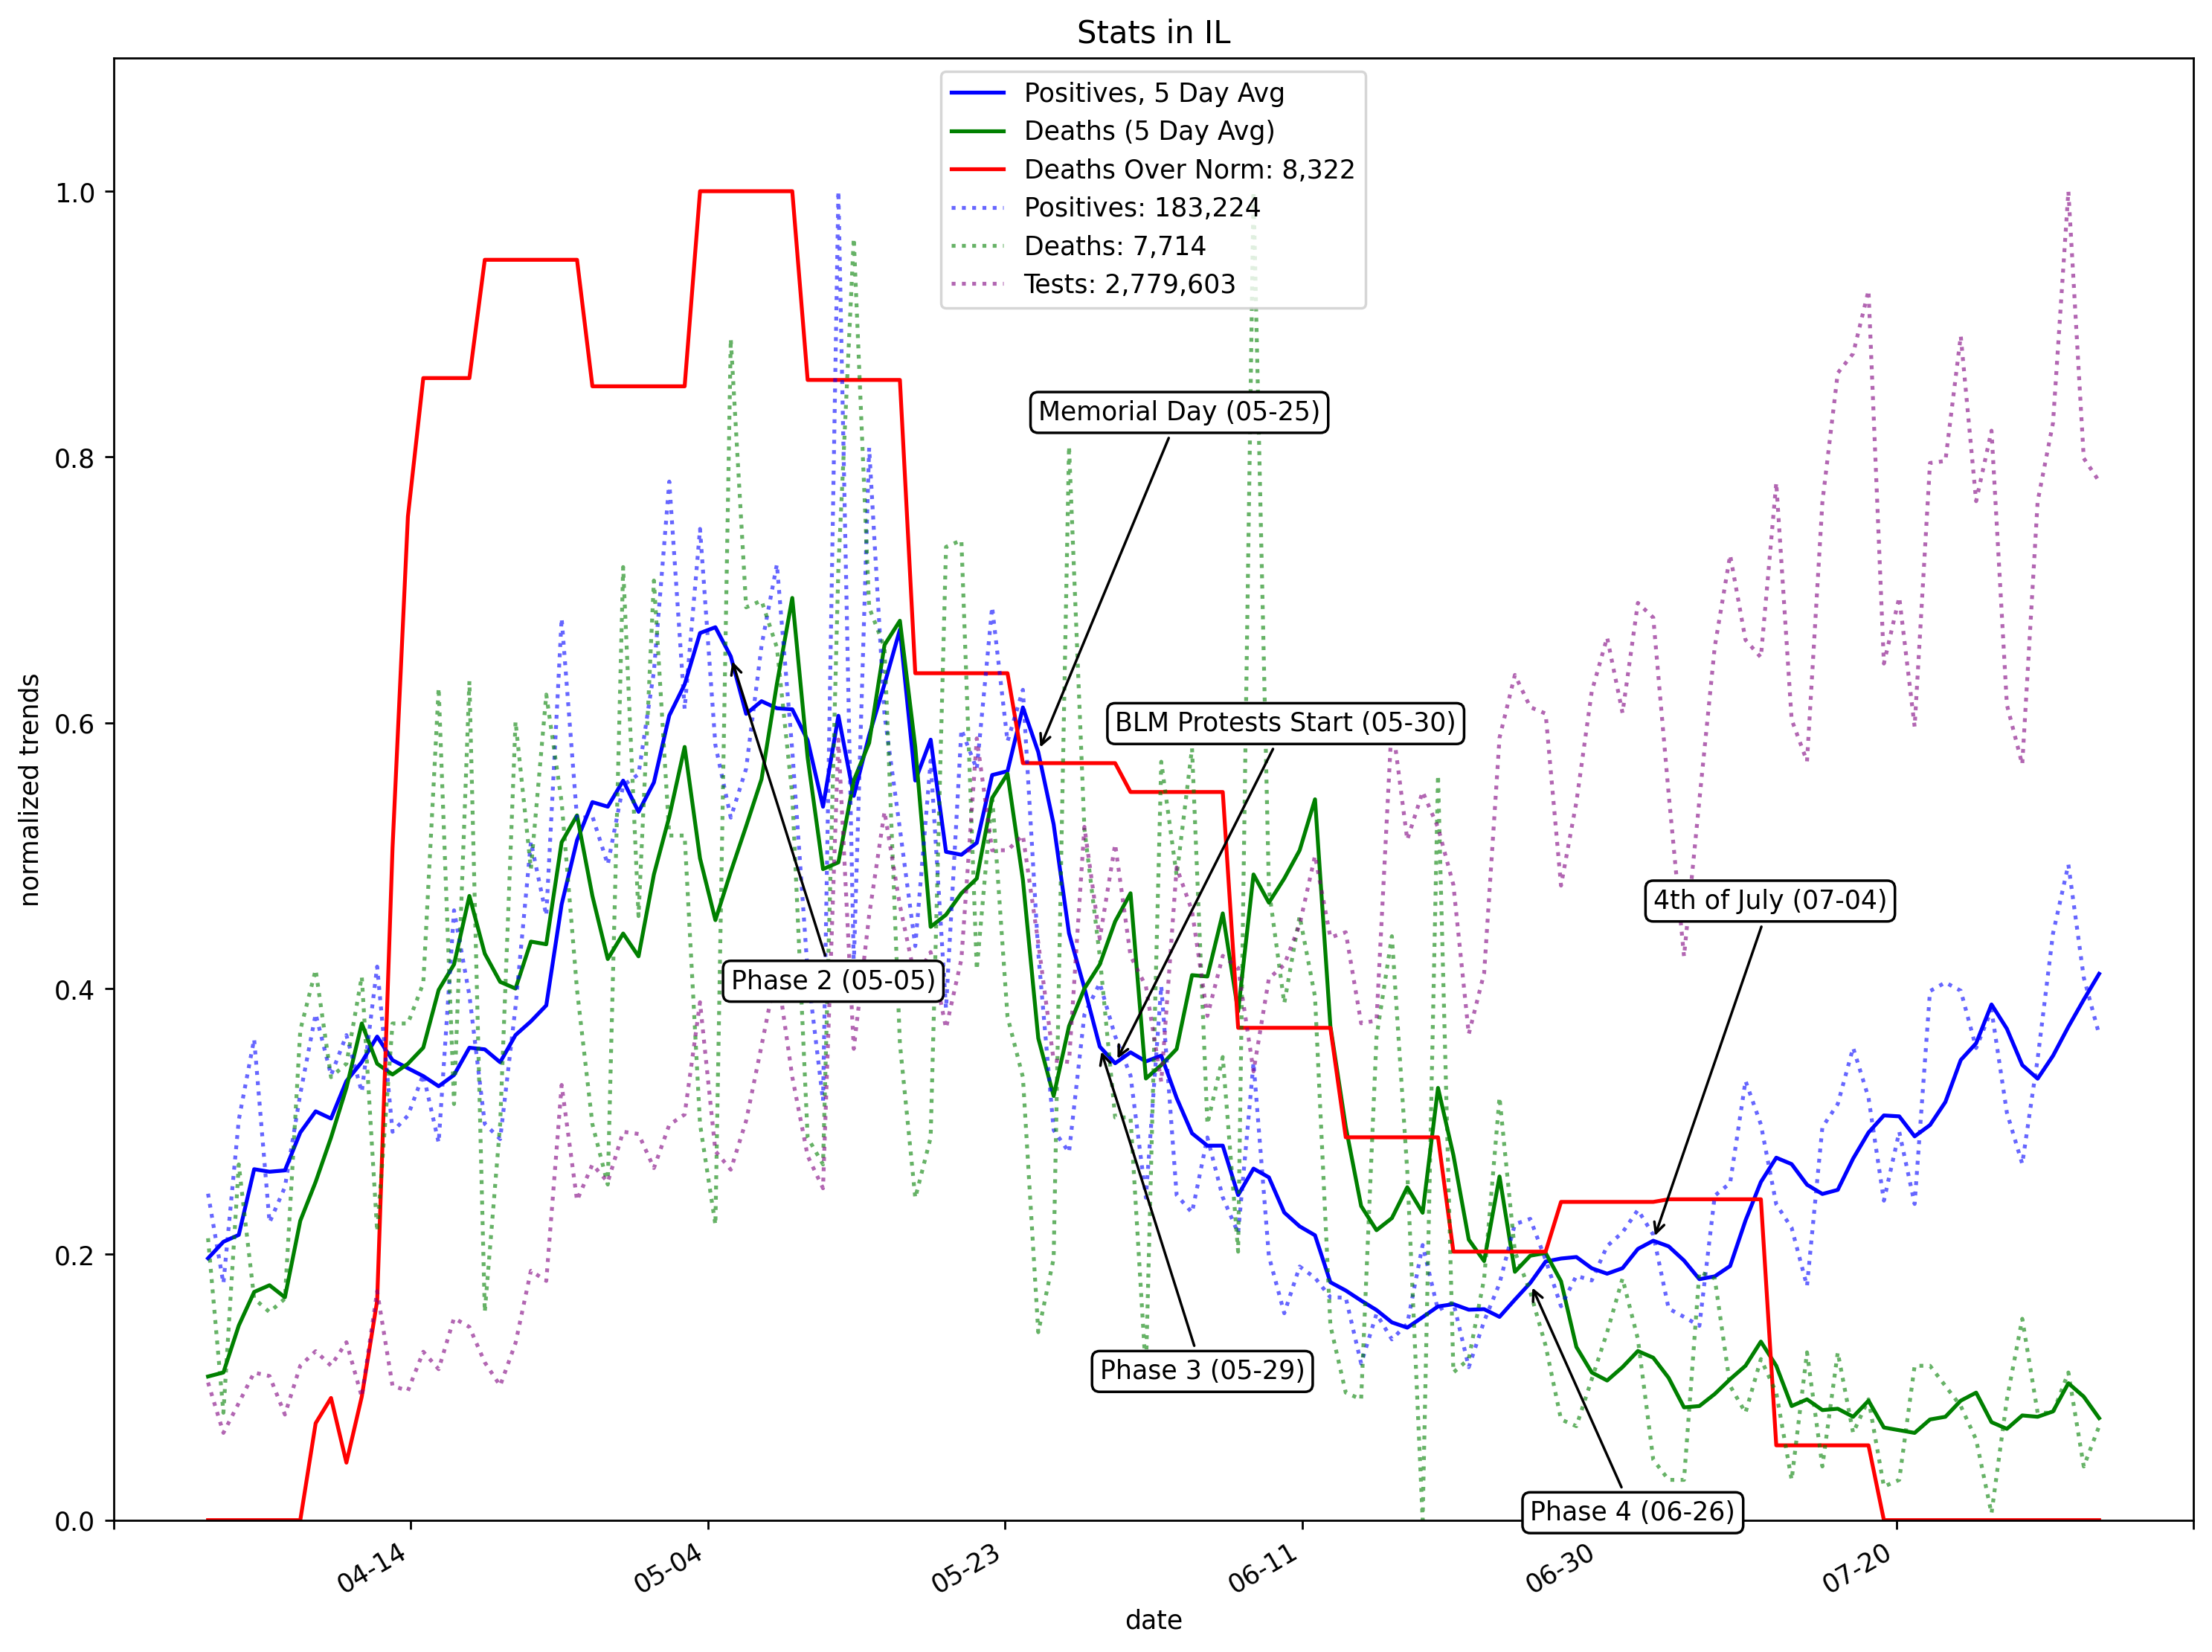 Stats in IL
Positives, 5 Day Avg
Deaths (5 Day Avg)
Deaths Over Norm: 8,322
Positives: 183,224
Deaths: 7,714
Tests: 2,779,603
1.0
0.8
0.6
0.4
0.2
0.0
normalized trends
Memorial Day (05-25)
BLM Protests Start (05-30)
4th of July (07-04)
Phase 2 (05-05)
Phase 3 (05-29)
Phase 4 (06-26)
04-14
05-04
05-23
06-11
06-30
07-20
date